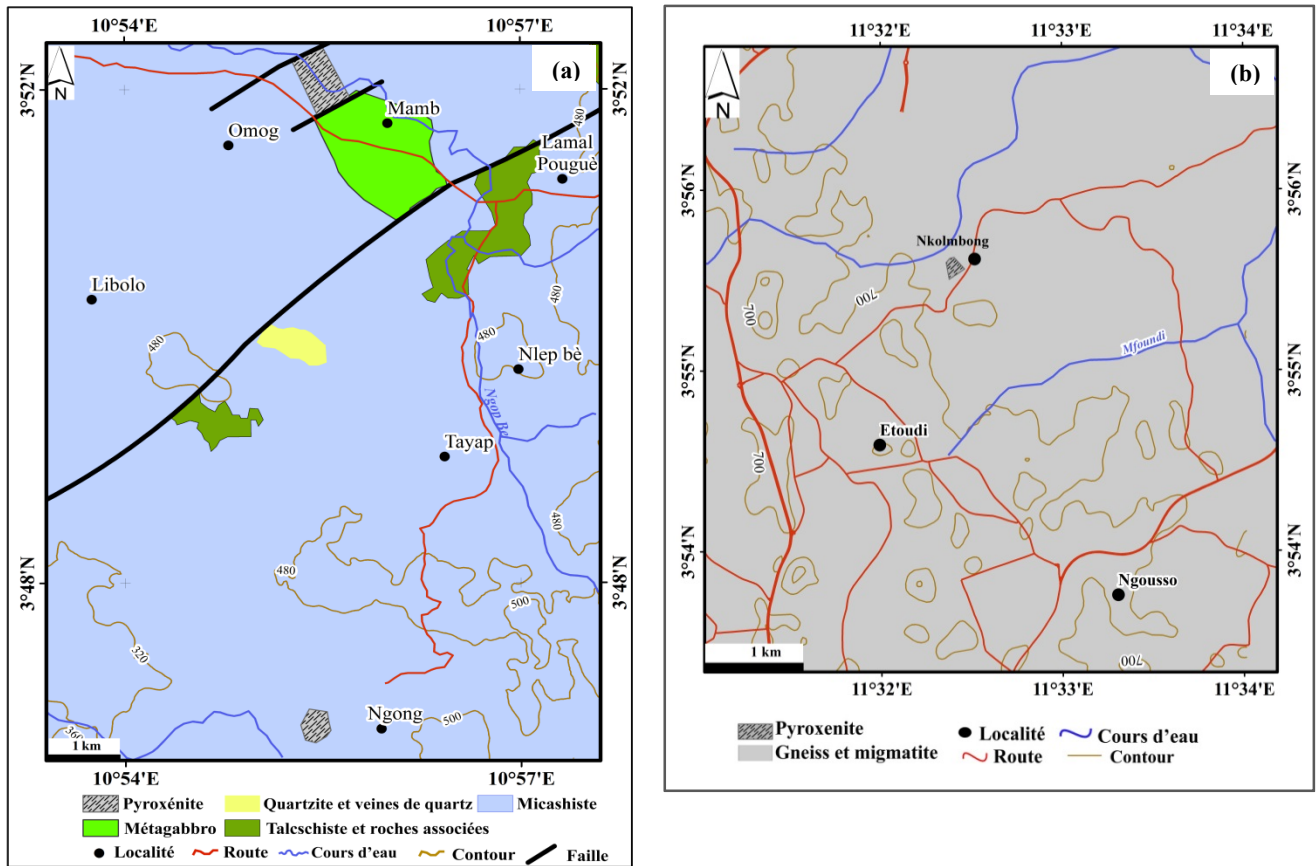 10°54'E 10°57'E
(a)
N
3°52'N 3°52'N
Mamb
480
Omog
Lamal
Pouguè
Libolo
480
480
480
Nlep bè
Ngop Ba
Tayap
480
3°48'N 3°48'N
480
500
320
Ngong
500
360
1 km
10°54'E 10°57'E
Pyroxénite Quartzite et veines de quartz Micashiste
Métagabbro Talcschiste et roches associées
Localité Route Cours d'eau Contour Faille
11°32'E 11°33'E 11°34'E
(b)
N
3°56'N 3°56'N
Nkolmbong
700
700
Mfoundi
3°55'N 3°55'N
Etoudi
700
3°54'N 3°54'N
Ngousso
700
1 km
11°32'E 11°33'E 11°34'E
Pyroxenite Localité Cours d'eau
Gneiss et migmatite Route Contour